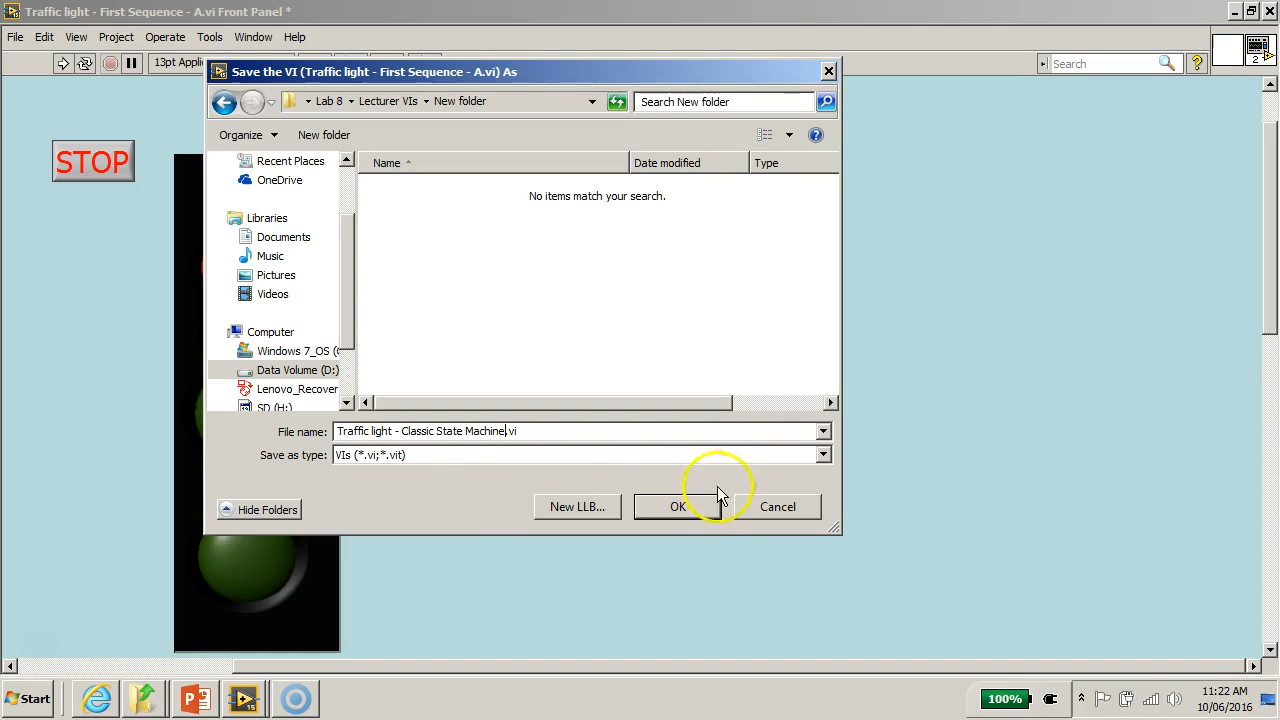 Traffic light - First Sequence - A.vi Front Panel *
File Edit View Project Operate Tools Window Help
13pt Applic
Search
2
STOP
Save the VI (Traffic light - First Sequence - A.vi) As
Lab 8 Lecturer VIs New folder
Search New folder
Organize New folder
Recent Places
OneDrive
Libraries
Documents
Music
Pictures
Videos
Computer
Windows 7_OS (
Data Volume (D:)
Lenovo_Recover
SD (H:)
Name Date modified Type
No items match your search.
File name: Traffic light - Classic State Machine.vi
Save as type: VIs (*.vi;*.vit)
Hide Folders
New LLB... OK Cancel
Start
15
100%
11:22 AM
10/06/2016